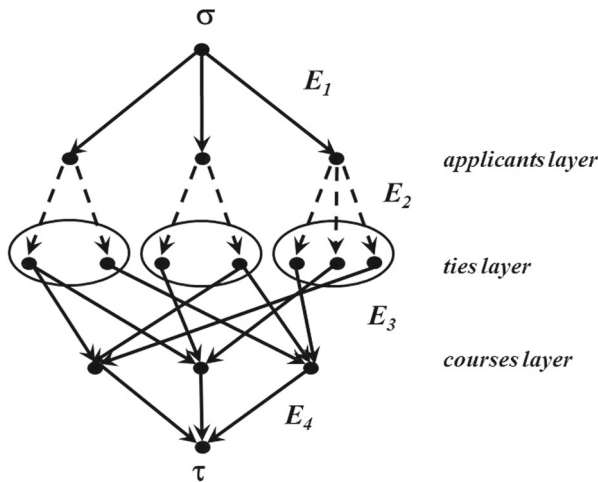 σ
E1
applicants layer
E2
ties layer
E3
courses layer
E4
τ